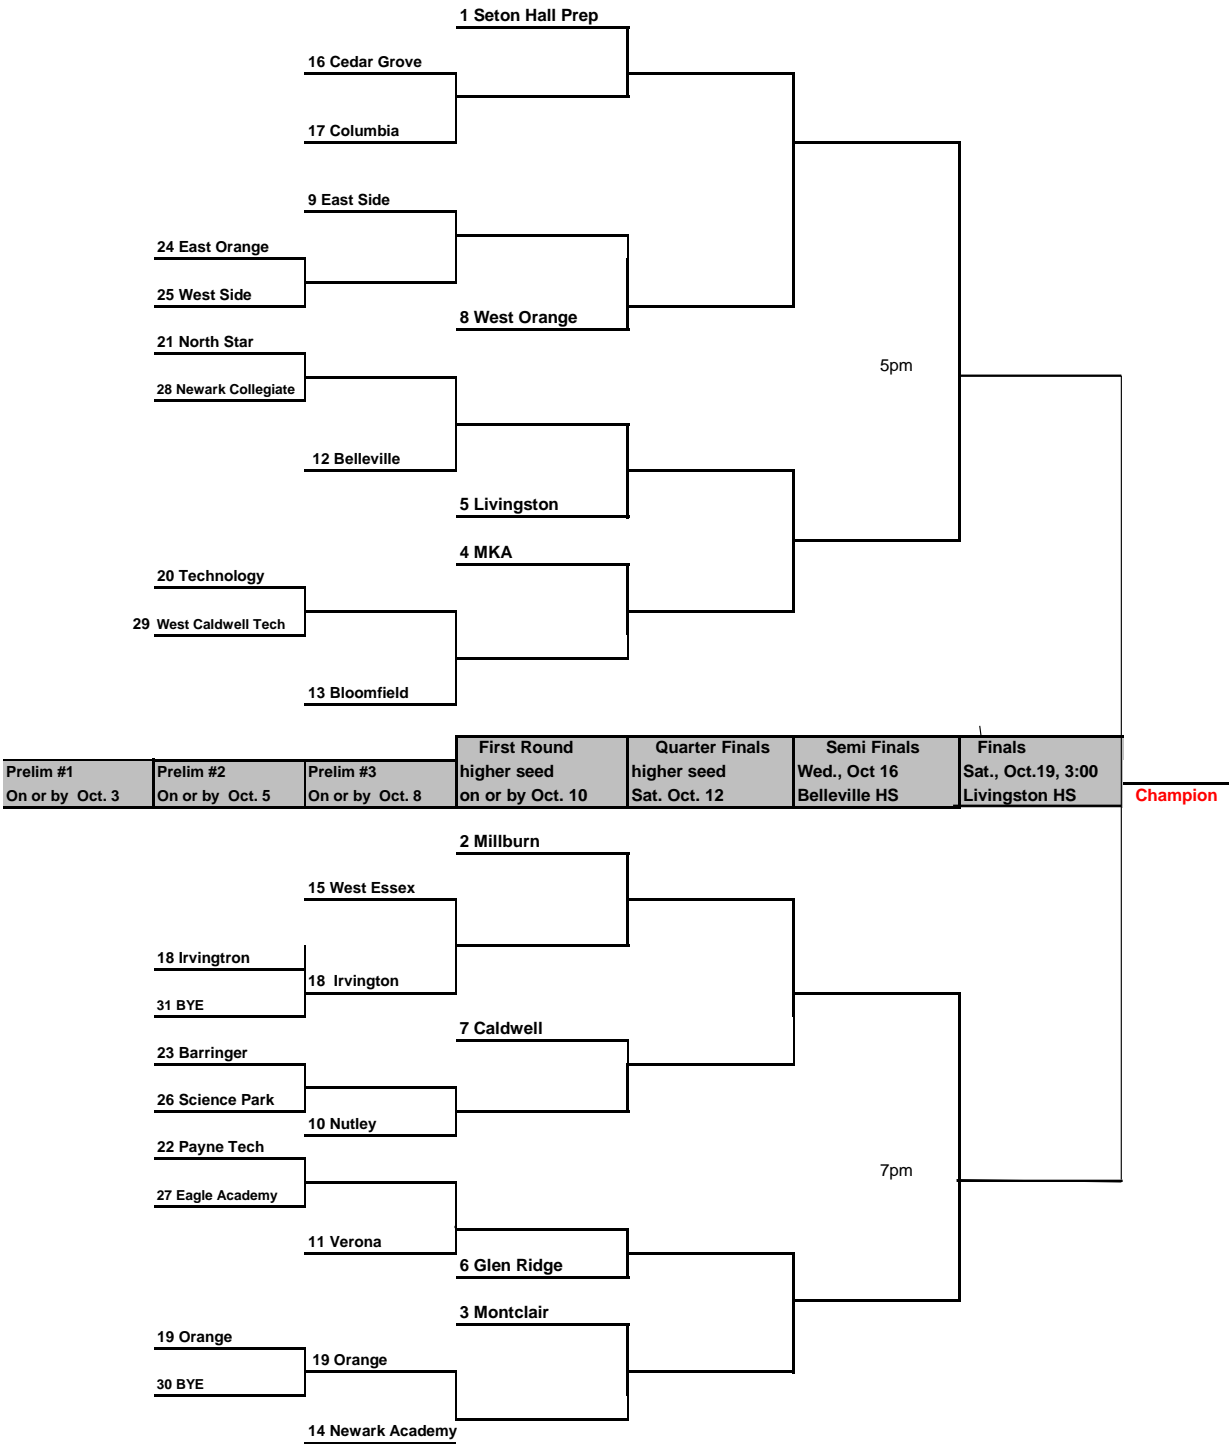 1 Seton Hall Prep
16 Cedar Grove
17 Columbia
9 East Side
24 East Orange
25 West Side
8 West Orange
21 North Star
5pm
28 Newark Collegiate
12 Belleville
5 Livingston
4 MKA
20 Technology
29 West Caldwell Tech
13 Bloomfield
First Round Quarter Finals Semi Finals Finals
Prelim #1 Prelim #2 Prelim #3 higher seed higher seed Wed., Oct 16 Sat., Oct.19, 3:00
On or by Oct. 3 On or by Oct. 5 On or by Oct. 8 on or by Oct. 10 Sat. Oct. 12 Belleville HS Livingston HS Champion
2 Millburn
15 West Essex
18 Irvingtron
18 Irvington
31 BYE
7 Caldwell
23 Barringer
26 Science Park
10 Nutley
22 Payne Tech
7pm
27 Eagle Academy
11 Verona
6 Glen Ridge
3 Montclair
19 Orange
19 Orange
30 BYE
14 Newark Academy